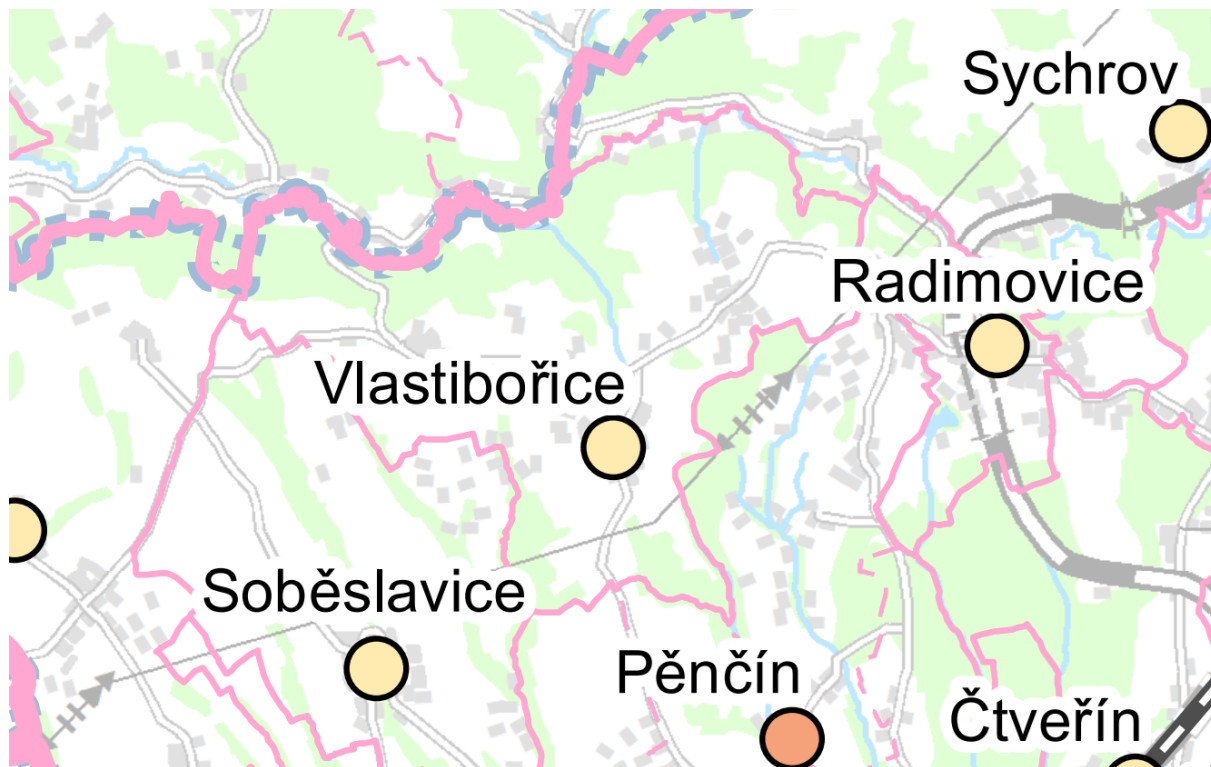 Sychrov
Radimovice
Vlastibořice
Soběslavice
Pěnčín
Čtveřín